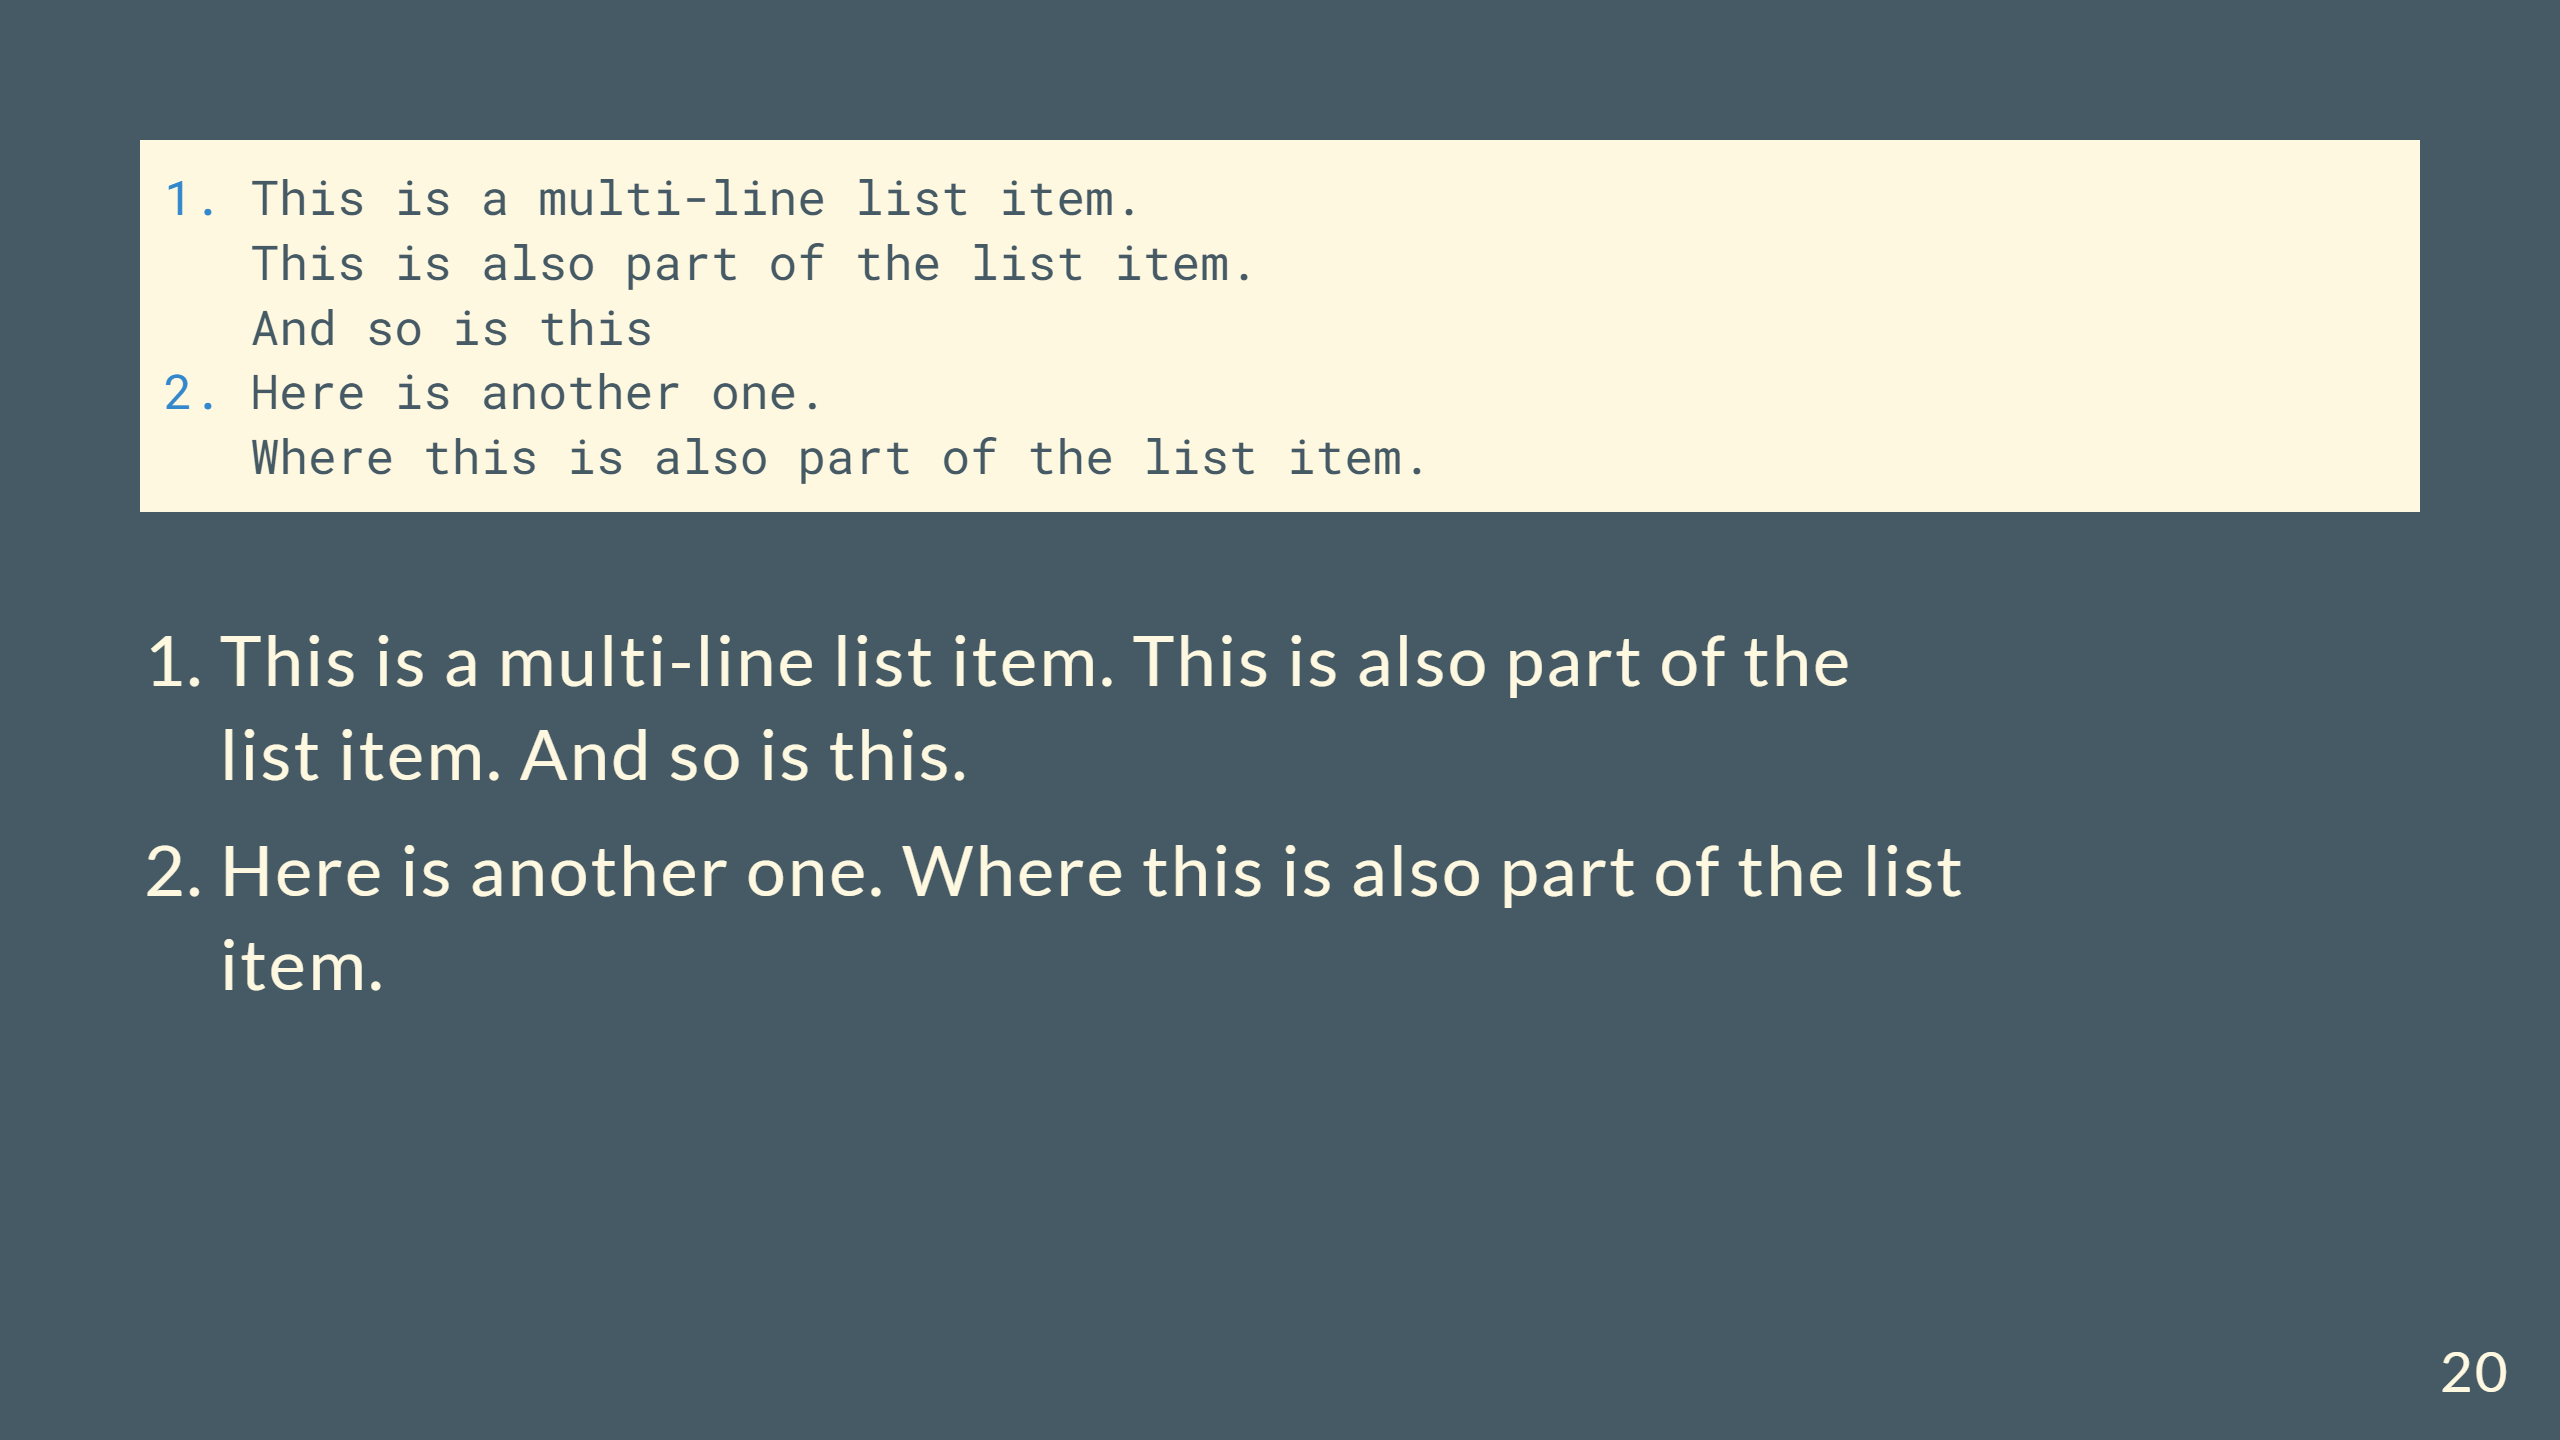 1. This is a multi-line list item.
This is also part of the list item.
And so is this
2. Here is another one.
Where this is also part of the list item.
1. This is a multi-line list item. This is also part of the
list item. And so is this.
2. Here is another one. Where this is also part of the list
item.
20